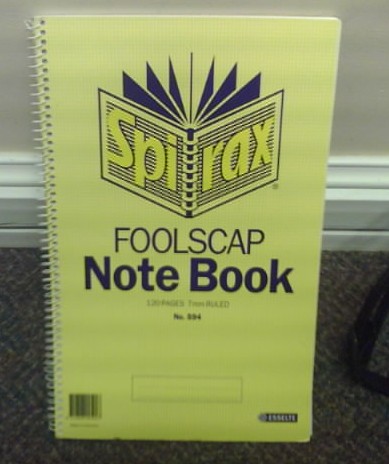 Spirax
FOOLSCAP
Note Book
120 PAGES 7mm RULED
No. 594
ESSELTE